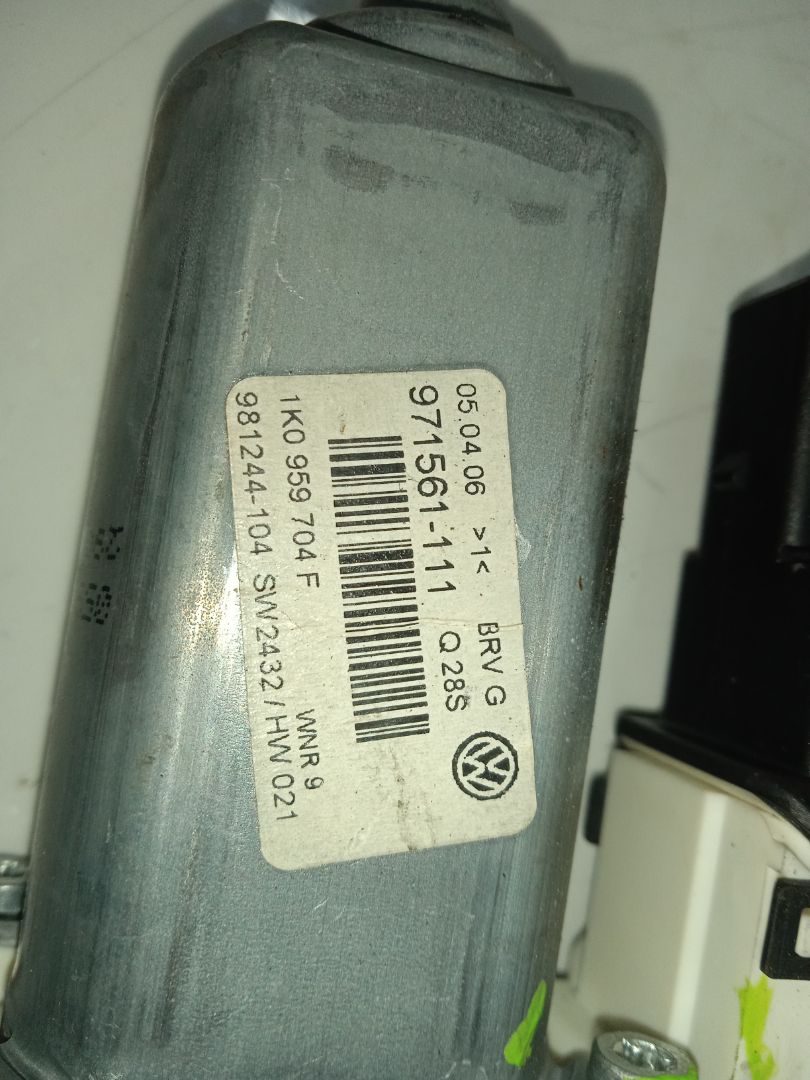 05.04.06 >1< . BRV G
971561-111 Q 28S
1K0 959 704 F WNR 9
981244-104 SW2432 / HW 021